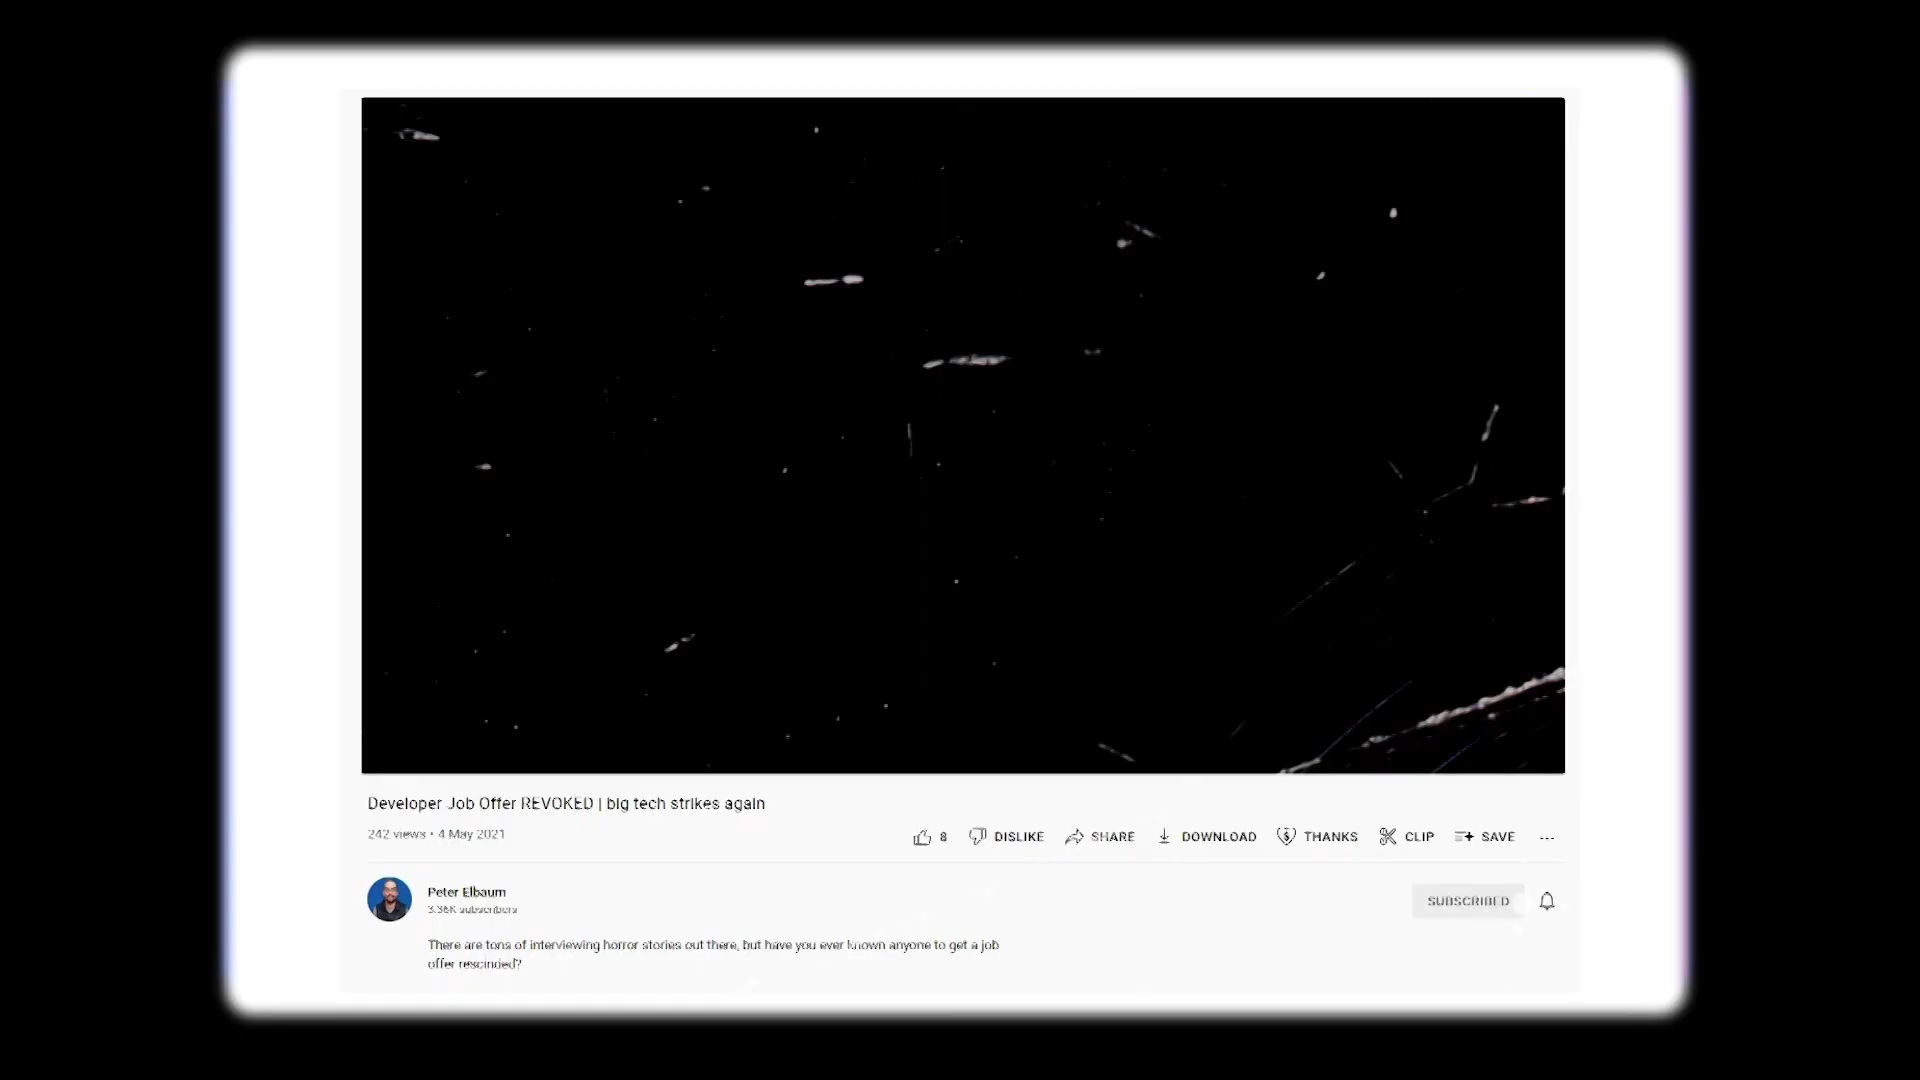 Developer Job Offer REVOKED | big tech strikes again
242 views • 4 May 2021
8 DISLIKE SHARE DOWNLOAD THANKS CLIP SAVE ...
Peter Elbaum
3.36K subscribers
SUBSCRIBED
There are tons of interviewing horror stories out there, but have you ever known anyone to get a job
offer rescinded?